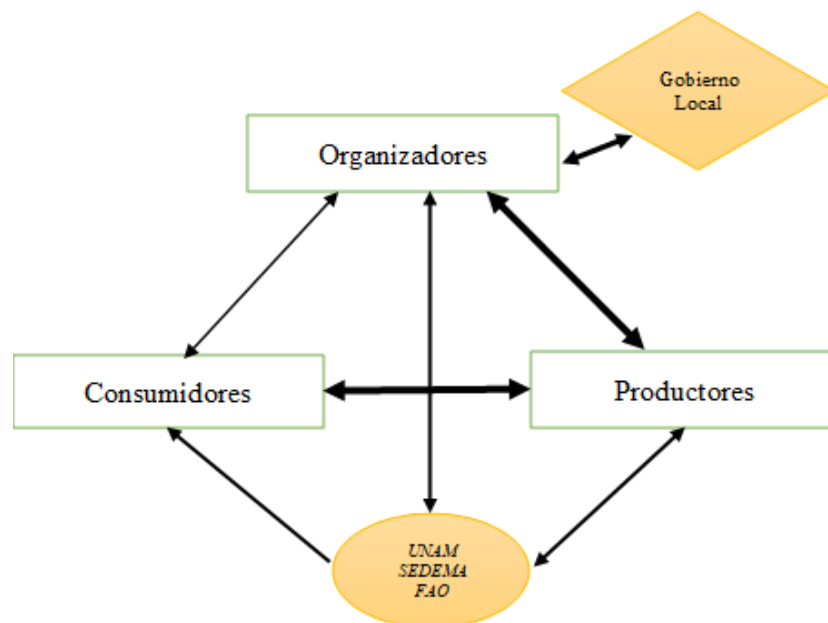 Gobierno
Local
Organizadores
Consumidores
Productores
UNAM
SEDEMA
FAO